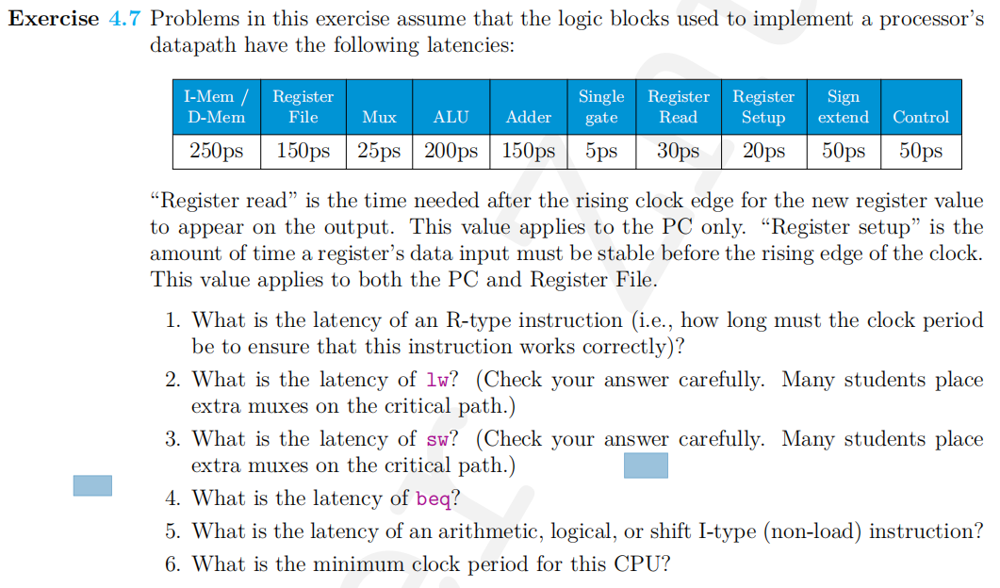 Exercise 4.7 Problems in this exercise assume that the logic blocks used to implement a processor's
datapath have the following latencies:
I-Mem / D-Mem Register File Mux ALU Adder Single gate Register Read Register Setup Sign extend Control
250ps 150ps 25ps 200ps 150ps 5ps 30ps 20ps 50ps 50ps
“Register read” is the time needed after the rising clock edge for the new register value
to appear on the output. This value applies to the PC only. “Register setup” is the
amount of time a register's data input must be stable before the rising edge of the clock.
This value applies to both the PC and Register File.
1. What is the latency of an R-type instruction (i.e., how long must the clock period
be to ensure that this instruction works correctly)?
2. What is the latency of lw? (Check your answer carefully. Many students place
extra muxes on the critical path.)
3. What is the latency of sw? (Check your answer carefully. Many students place
extra muxes on the critical path.)
4. What is the latency of beq?
5. What is the latency of an arithmetic, logical, or shift I-type (non-load) instruction?
6. What is the minimum clock period for this CPU?